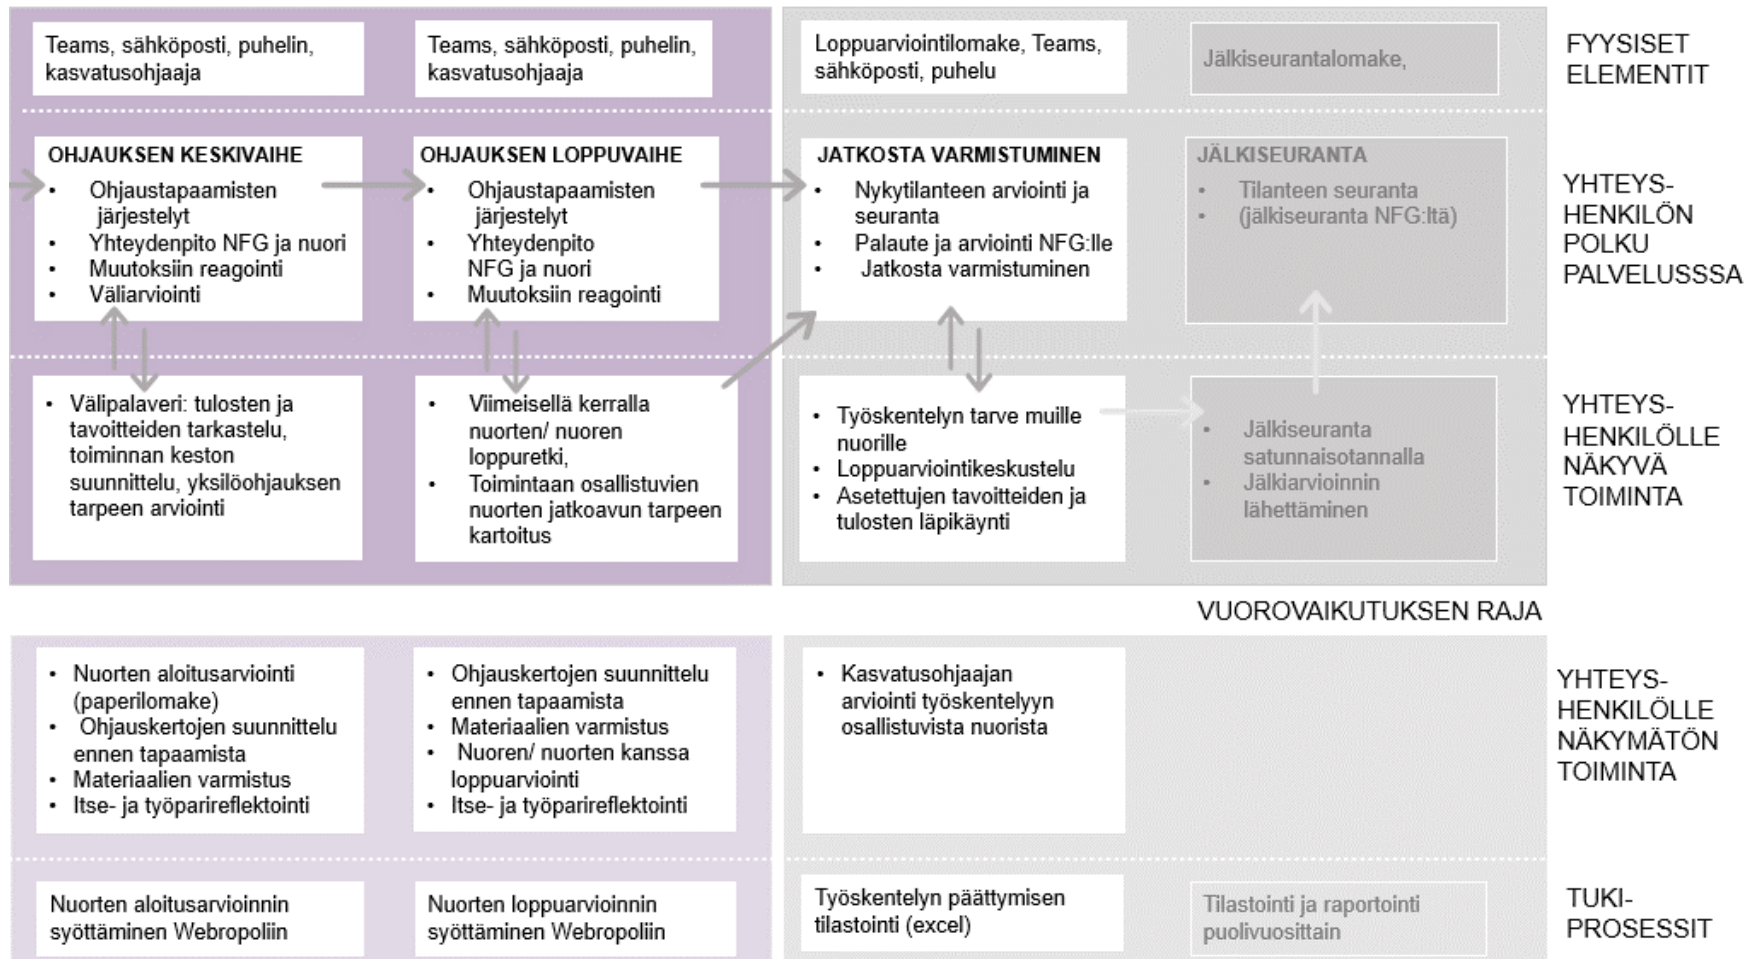 Teams, sähköposti, puhelin,
kasvatusohjaaja
Teams, sähköposti, puhelin,
kasvatusohjaaja
Loppuarviointilomake, Teams,
sähköposti, puhelu
Jälkiseurantalomake,
FYYSISET
ELEMENTIT
OHJAUKSEN KESKIVAIHE
• Ohjaustapaamisten
järjestelyt
• Yhteydenpito NFG ja nuori
• Muutoksiin reagointi
• Väliarviointi
OHJAUKSEN LOPPUVAIHE
• Ohjaustapaamisten
järjestelyt
• Yhteydenpito
NFG ja nuori
• Muutoksiin reagointi
JATKOSTA VARMISTUMINEN
• Nykytilanteen arviointi ja
seuranta
• Palaute ja arviointi NFG:lle
• Jatkosta varmistuminen
JÄLKISEURANTA
• Tilanteen seuranta
• (jälkiseuranta NFG:ltä)
YHTEYS-
HENKILÖN
POLKU
PALVELUSSSA
• Välipalaveri: tulosten ja
tavoitteiden tarkastelu,
toiminnan keston
suunnittelu, yksilöohjauksen
tarpeen arviointi
• Viimeisellä kerralla
nuorten/ nuoren
loppuretki,
• Toimintaan osallistuvien
nuorten jatkoavun tarpeen
kartoitus
• Työskentelyn tarve muille
nuorille
• Loppuarviointikeskustelu
• Asetettujen tavoitteiden ja
tulosten läpikäynti
• Jälkiseuranta
satunnaisotannalla
• Jälkiarvioinnin
lähettäminen
YHTEYS-
HENKILÖLLE
NÄKYVÄ
TOIMINTA
VUOROVAIKUTUKSEN RAJA
• Nuorten aloitusarviointi
(paperilomake)
• Ohjauskertojen suunnittelu
ennen tapaamista
• Materiaalien varmistus
• Itse- ja työparireflektointi
• Ohjauskertojen suunnittelu
ennen tapaamista
• Materiaalien varmistus
• Nuoren/ nuorten kanssa
loppuarviointi
• Itse- ja työparireflektointi
• Kasvatusohjaajan
arviointi työskentelyyn
osallistuvista nuorista
YHTEYS-
HENKILÖLLE
NÄKYMÄTÖN
TOIMINTA
Nuorten aloitusarvioinnin
syöttäminen Webropoliin
Nuorten loppuarvioinnin
syöttäminen Webropoliin
Työskentelyn päättymisen
tilastointi (excel)
Tilastointi ja raportointi
puolivuosittain
TUKI-
PROSESSIT